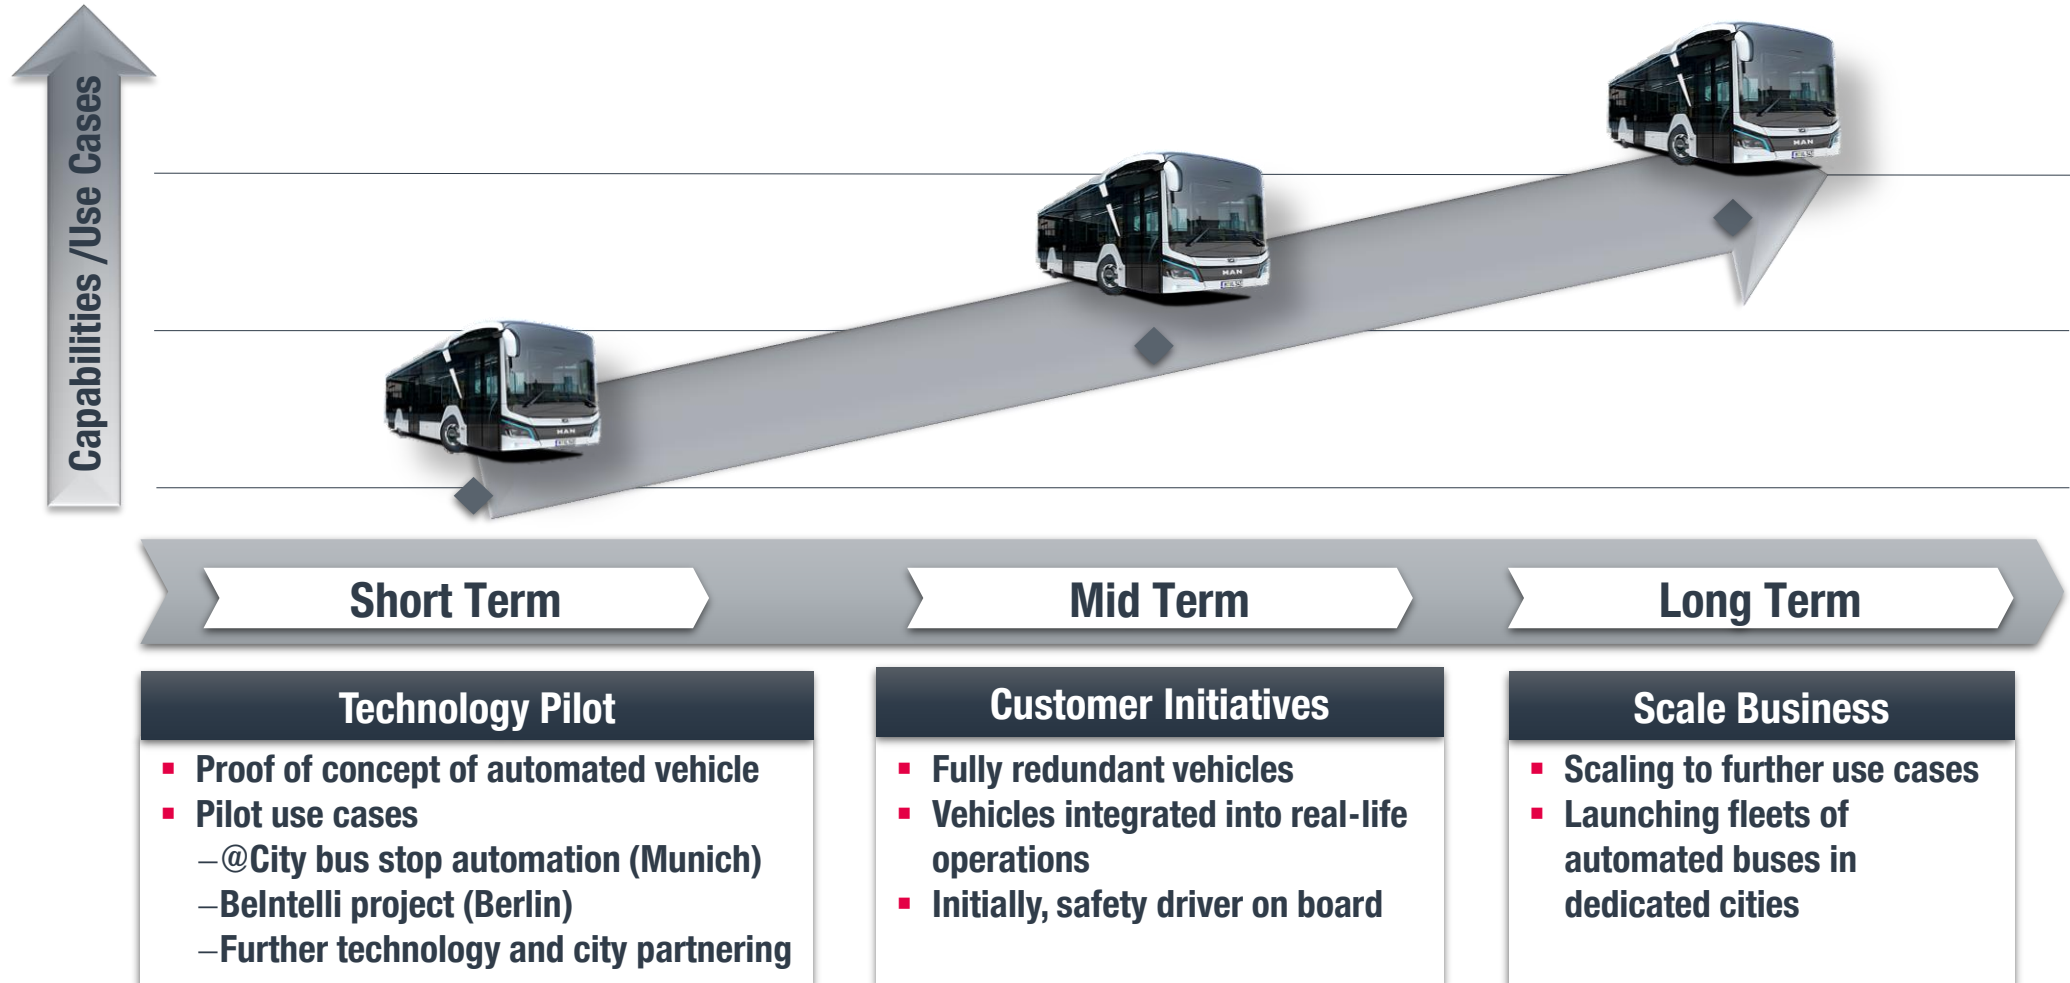 Capabilities /Use Cases
MAN
MAN
MAN
Short Term
Mid Term
Long Term
Technology Pilot
▪ Proof of concept of automated vehicle
▪ Pilot use cases
–@City bus stop automation (Munich)
–BeIntelli project (Berlin)
–Further technology and city partnering
Customer Initiatives
▪ Fully redundant vehicles
▪ Vehicles integrated into real-life
operations
▪ Initially, safety driver on board
Scale Business
▪ Scaling to further use cases
▪ Launching fleets of
automated buses in
dedicated cities